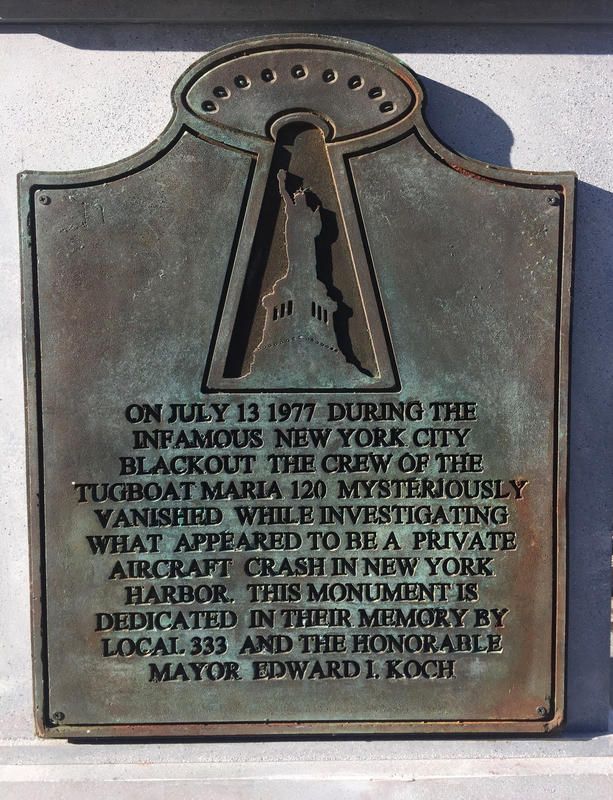 ON JULY 13 1977 DURING THE
INFAMOUS NEW YORK CITY
BLACKOUT THE CREW OF THE
TUGBOAT MARIA 120 MYSTERIOUSLY
VANISHED WHILE INVESTIGATING
WHAT APPEARED TO BE A PRIVATE
AIRCRAFT CRASH IN NEW YORK
HARBOR. THIS MONUMENT IS
DEDICATED IN THEIR MEMORY BY
LOCAL 333 AND THE HONORABLE
MAYOR EDWARD I. KOCH